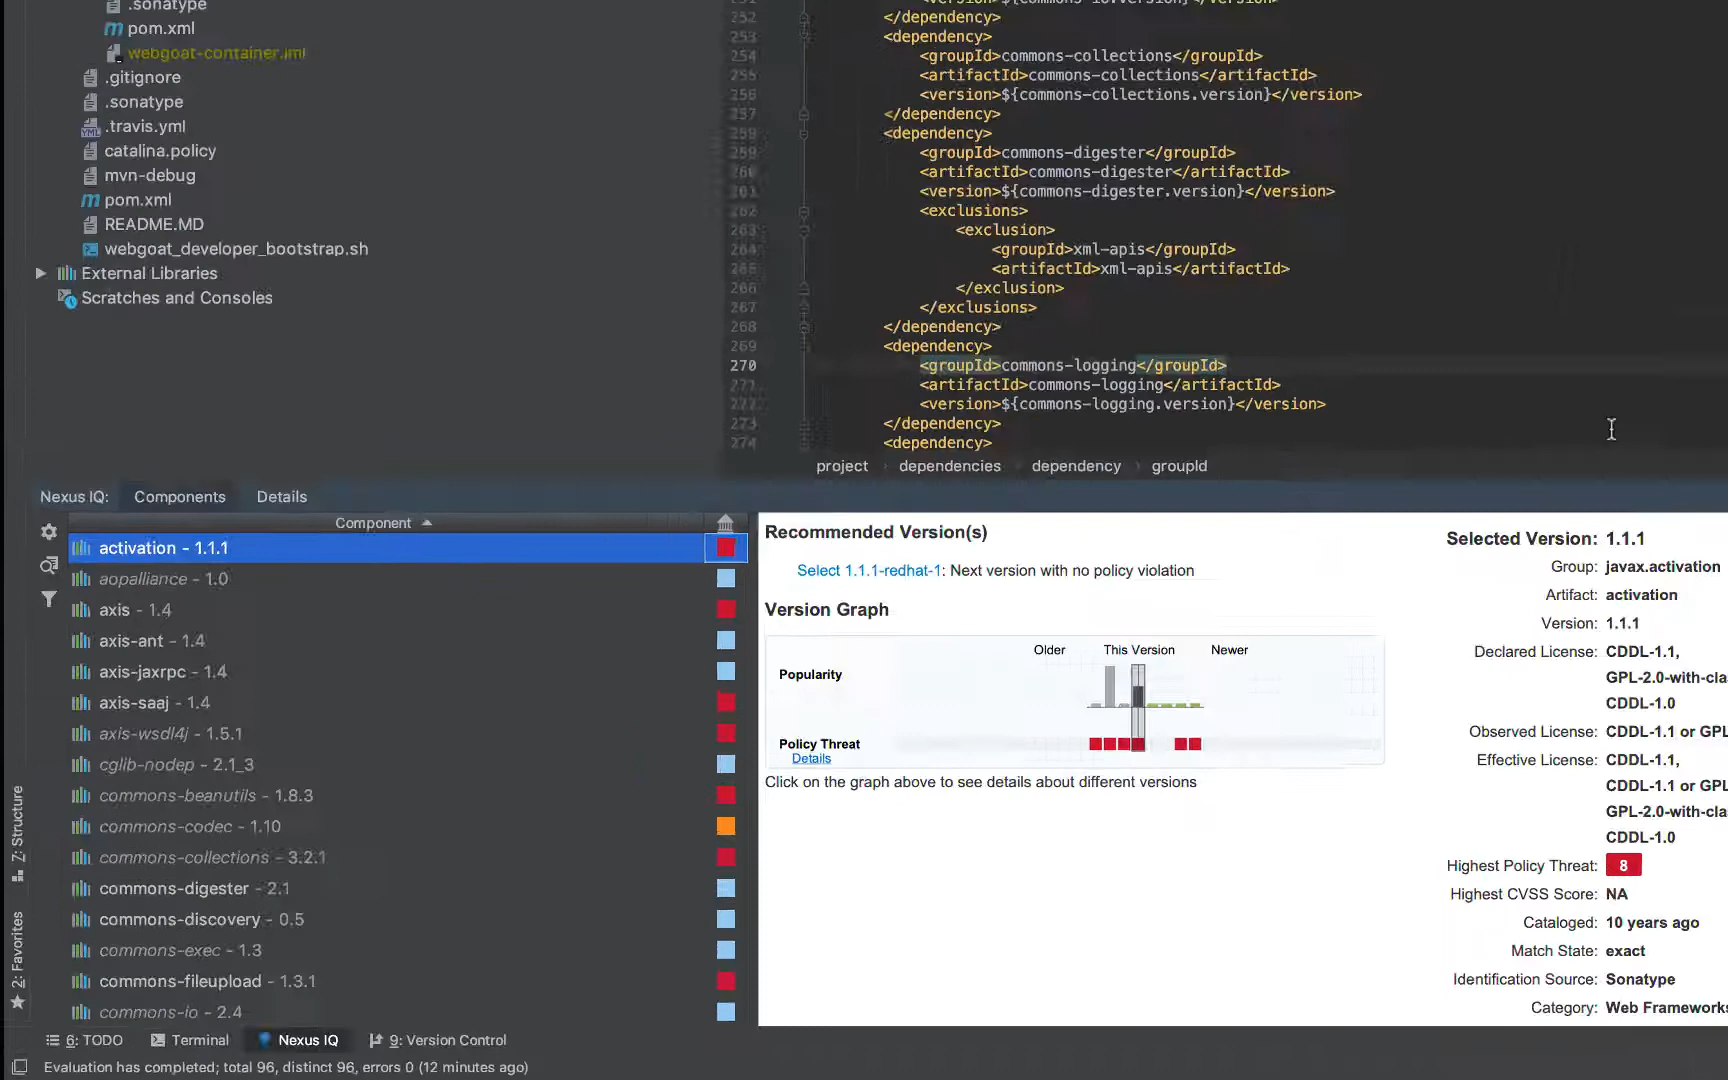 .sonatype
pom.xml
webgoat-container.iml
.gitignore
.sonatype
.travis.yml
catalina.policy
mvn-debug
pom.xml
README.MD
webgoat_developer_bootstrap.sh
External Libraries
Scratches and Consoles
252 </dependency>
253 <dependency>
254 <groupId>commons-collections</groupId>
255 <artifactId>commons-collections</artifactId>
256 <version>${commons-collections.version}</version>
257 </dependency>
<dependency>
<groupId>commons-digester</groupId>
260 <artifactId>commons-digester</artifactId>
<version>${commons-digester.version}</version>
262 <exclusions>
263 <exclusion>
264 <groupId>xml-apis</groupId>
265 <artifactId>xml-apis</artifactId>
266 </exclusion>
267 </exclusions>
268 </dependency>
269 <dependency>
270 <groupId>commons-logging</groupId>
271 <artifactId>commons-logging</artifactId>
272 <version>${commons-logging.version}</version>
273 </dependency>
274 <dependency>
project dependencies dependency groupId
Nexus IQ: Components Details
Component
activation - 1.1.1
aopalliance - 1.0
axis - 1.4
axis-ant - 1.4
axis-jaxrpc - 1.4
axis-saaj - 1.4
axis-wsdl4j - 1.5.1
cglib-nodep - 2.1_3
commons-beanutils - 1.8.3
commons-codec - 1.10
commons-collections - 3.2.1
commons-digester - 2.1
commons-discovery - 0.5
commons-exec - 1.3
commons-fileupload - 1.3.1
commons-io - 2.4
Recommended Version(s)
Select 1.1.1-redhat-1: Next version with no policy violation
Version Graph
Older This Version Newer
Popularity
Policy Threat
Details
Click on the graph above to see details about different versions
Selected Version: 1.1.1
Group: javax.activation
Artifact: activation
Version: 1.1.1
Declared License: CDDL-1.1,
GPL-2.0-with-cla
CDDL-1.0
Observed License: CDDL-1.1 or GPL
Effective License: CDDL-1.1,
CDDL-1.1 or GPL
GPL-2.0-with-cla
CDDL-1.0
Highest Policy Threat: 8
Highest CVSS Score: NA
Cataloged: 10 years ago
Match State: exact
Identification Source: Sonatype
Category: Web Frameworks
Z: Structure
2: Favorites
6: TODO Terminal Nexus IQ 9: Version Control
Evaluation has completed; total 96, distinct 96, errors 0 (12 minutes ago)